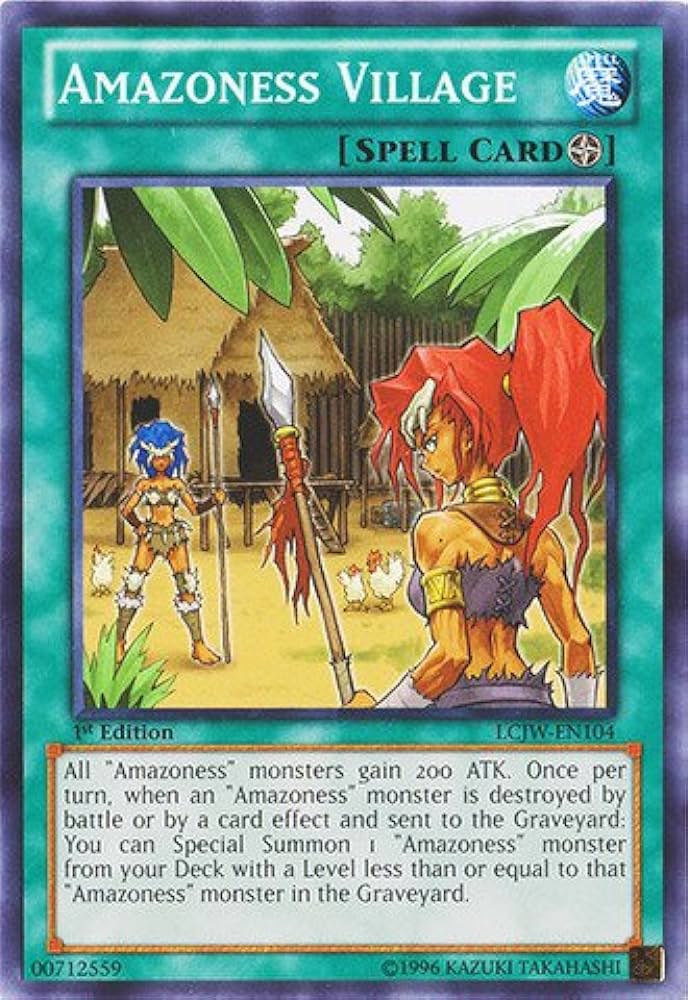 AMAZONESS VILLAGE
魔
[SPELL CARD]
1st Edition
LCJW-EN104
All "Amazoness" monsters gain 200 ATK. Once per
turn, when an "Amazoness" monster is destroyed by
battle or by a card effect and sent to the Graveyard:
You can Special Summon 1 "Amazoness" monster
from your Deck with a Level less than or equal to that
"Amazoness" monster in the Graveyard.
00712559
©1996 KAZUKI TAKAHASHI